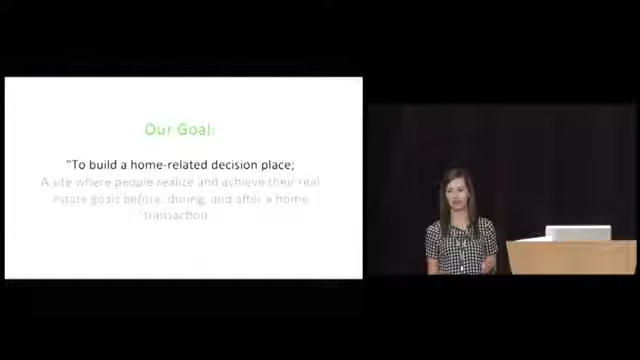 Our Goal:
"To build a home-related decision place;
A site where people realize and achieve their real
estate goals before, during, and after a home
transaction